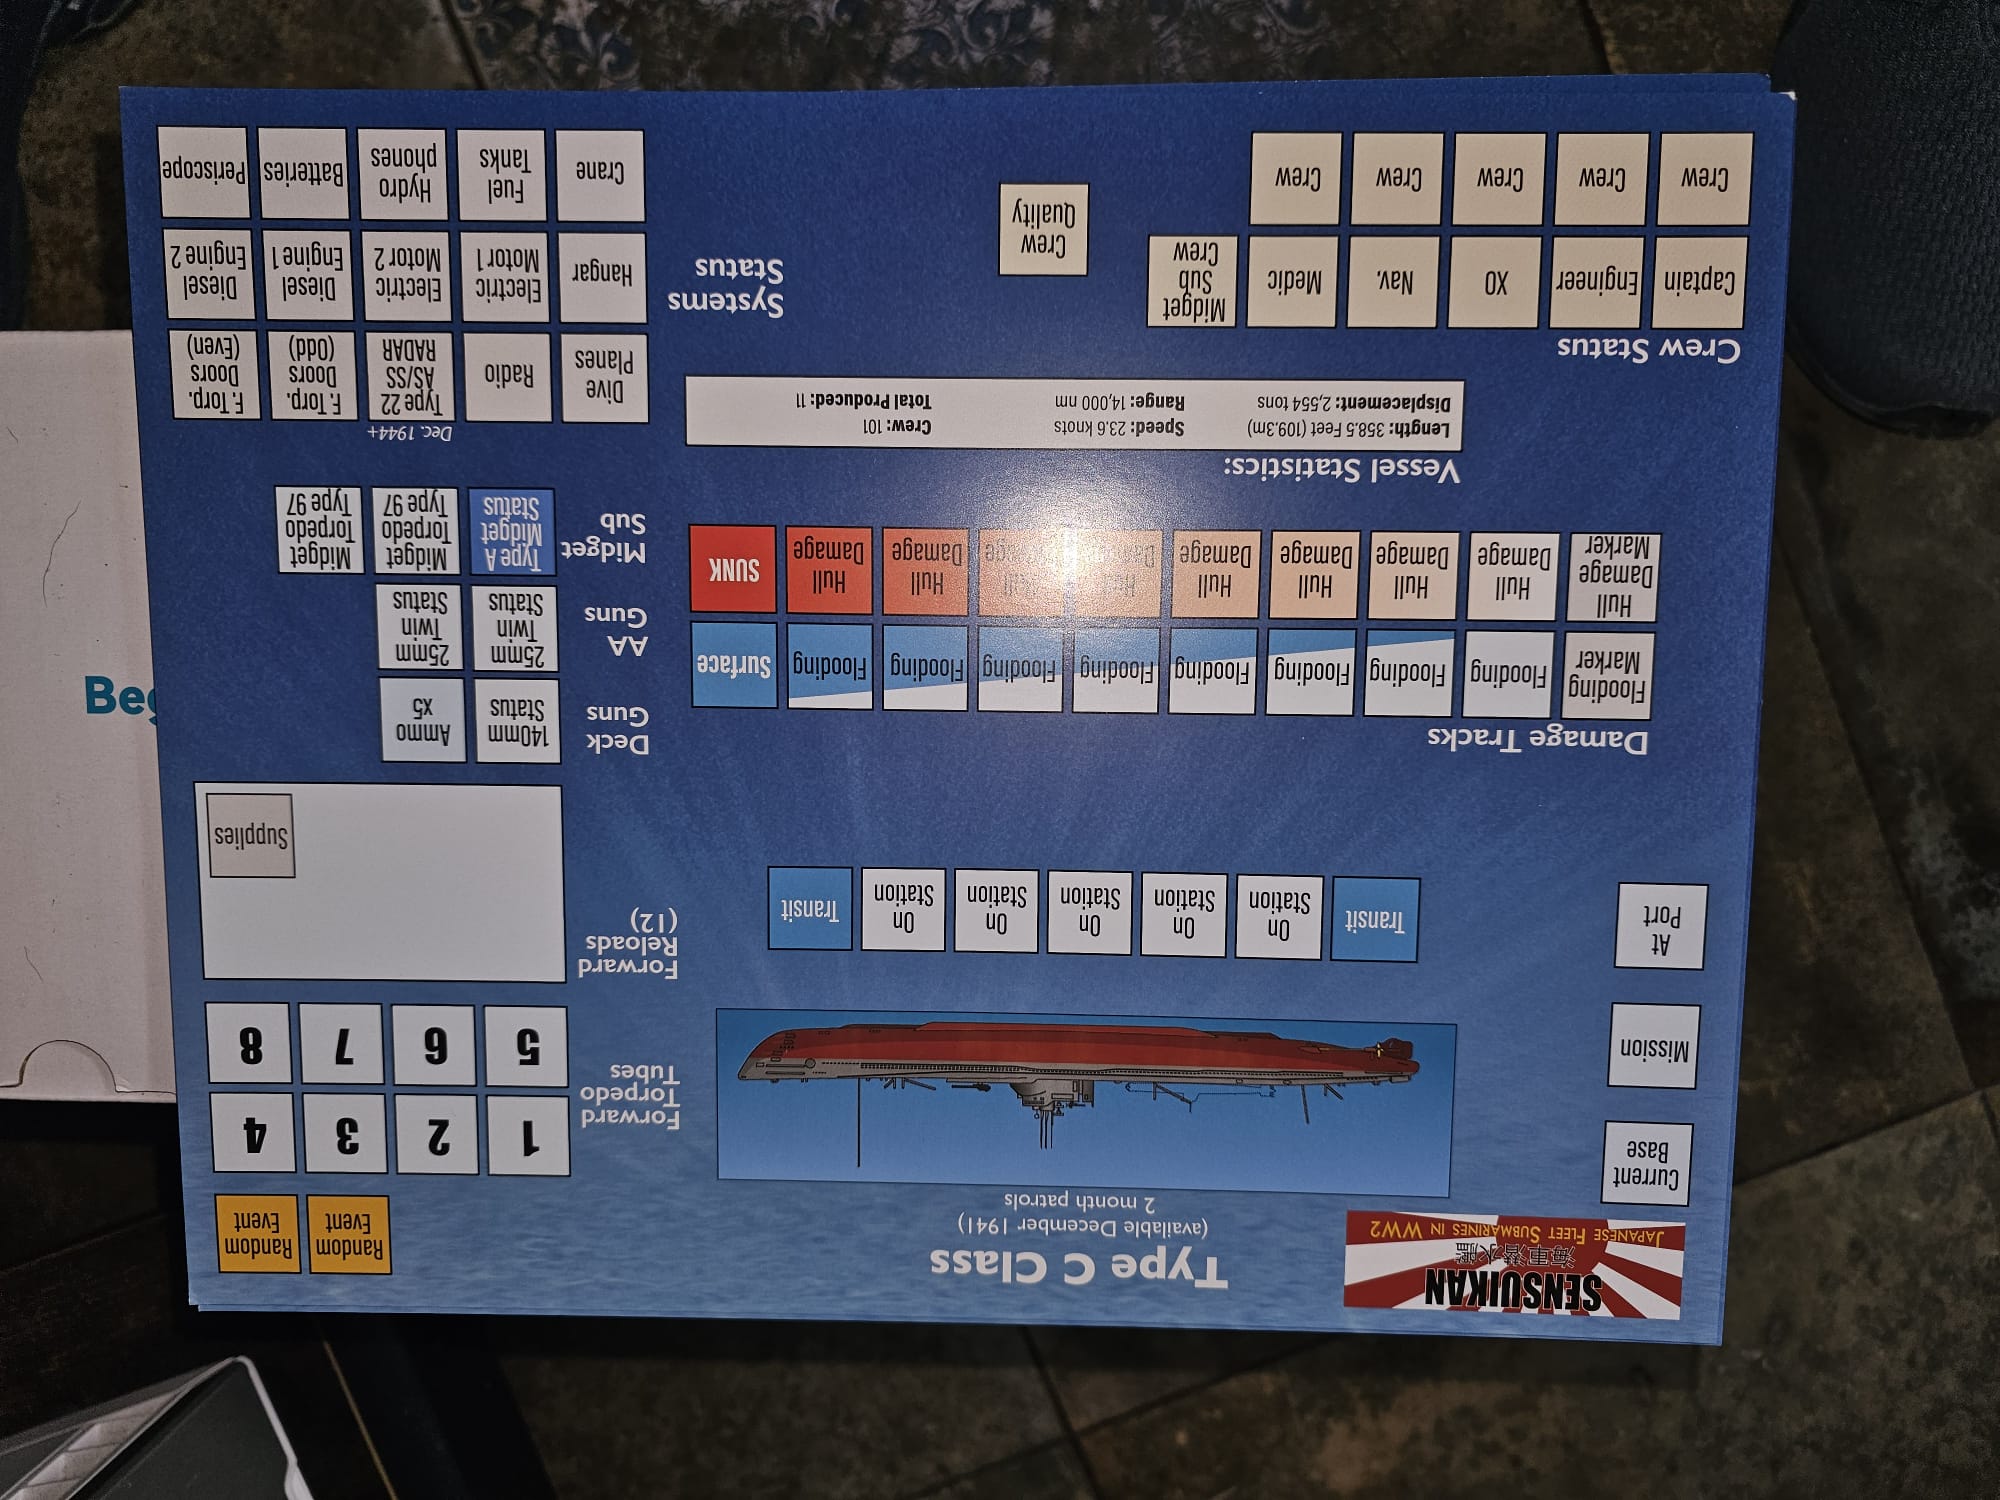 SENSUIKAN
海軍潜水艦
JAPANESE FLEET SUBMARINES IN WW2
Type C Class
(available December 1941)
2 month patrols
Random
Event
Random
Event
Current
Base
Mission
At
Port
Forward
Torpedo
Tubes
1
2
3
4
5
6
7
8
Transit
On
Station
On
Station
On
Station
On
Station
On
Station
Transit
Forward
Reloads
(12)
Supplies
Damage Tracks
Flooding
Marker
Flooding
Flooding
Flooding
Flooding
Flooding
Flooding
Flooding
Surface
Hull
Damage
Marker
Hull
Damage
Hull
Damage
Hull
Damage
Hull
Damage
Hull
Damage
Hull
Damage
Hull
Damage
Hull
Damage
SUNK
Deck
Guns
140mm
Status
Ammo
x5
AA
Guns
25mm
Twin
Status
25mm
Twin
Status
Midget
Sub
Type A
Midget
Status
Midget
Torpedo
Type 97
Midget
Torpedo
Type 97
Vessel Statistics:
Length: 358.5 Feet (109.3m)
Speed: 23.6 knots
Crew: 101
Displacement: 2,554 tons
Range: 14,000 nm
Total Produced: 11
Crew Status
Captain
Engineer
XO
Nav.
Medic
Midget
Sub
Crew
Crew
Crew
Crew
Crew
Crew
Crew
Quality
Systems
Status
Dec. 1944+
Dive
Planes
Radio
Type 22
AS/SS
RADAR
F. Torp.
Doors
(Odd)
F. Torp.
Doors
(Even)
Hangar
Electric
Motor 1
Electric
Motor 2
Diesel
Engine 1
Diesel
Engine 2
Crane
Fuel
Tanks
Hydro
phones
Batteries
Periscope